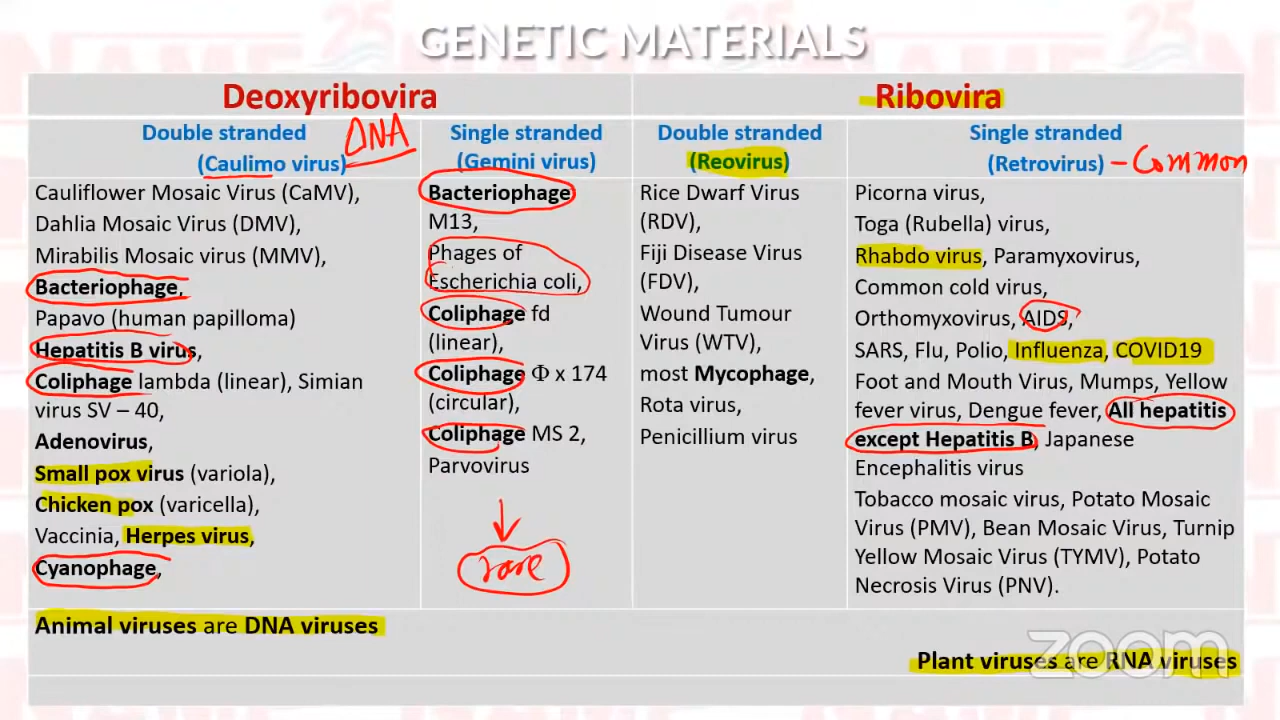 GENETIC MATERIALS
Deoxyribovira
Ribovira
Double stranded
(Caulimo virus)
DNA
Single stranded
(Gemini virus)
Double stranded
(Reovirus)
Single stranded
(Retrovirus)
- Common
Cauliflower Mosaic Virus (CaMV),
Dahlia Mosaic Virus (DMV),
Mirabilis Mosaic virus (MMV),
Bacteriophage,
Papavo (human papilloma)
Hepatitis B virus,
Coliphage lambda (linear), Simian
virus SV – 40,
Adenovirus,
Small pox virus (variola),
Chicken pox (varicella),
Vaccinia, Herpes virus,
Cyanophage,
Bacteriophage
M13,
Phages of
Escherichia coli,
Coliphage fd
(linear),
Coliphage Φ x 174
(circular),
Coliphage MS 2,
Parvovirus
rare
Rice Dwarf Virus
(RDV),
Fiji Disease Virus
(FDV),
Wound Tumour
Virus (WTV),
most Mycophage,
Rota virus,
Penicillium virus
Picorna virus,
Toga (Rubella) virus,
Rhabdo virus, Paramyxovirus,
Common cold virus,
Orthomyxovirus, AIDS,
SARS, Flu, Polio, Influenza, COVID19
Foot and Mouth Virus, Mumps, Yellow
fever virus, Dengue fever, All hepatitis
except Hepatitis B, Japanese
Encephalitis virus
Tobacco mosaic virus, Potato Mosaic
Virus (PMV), Bean Mosaic Virus, Turnip
Yellow Mosaic Virus (TYMV), Potato
Necrosis Virus (PNV).
Animal viruses are DNA viruses
Plant viruses are RNA viruses
zoom